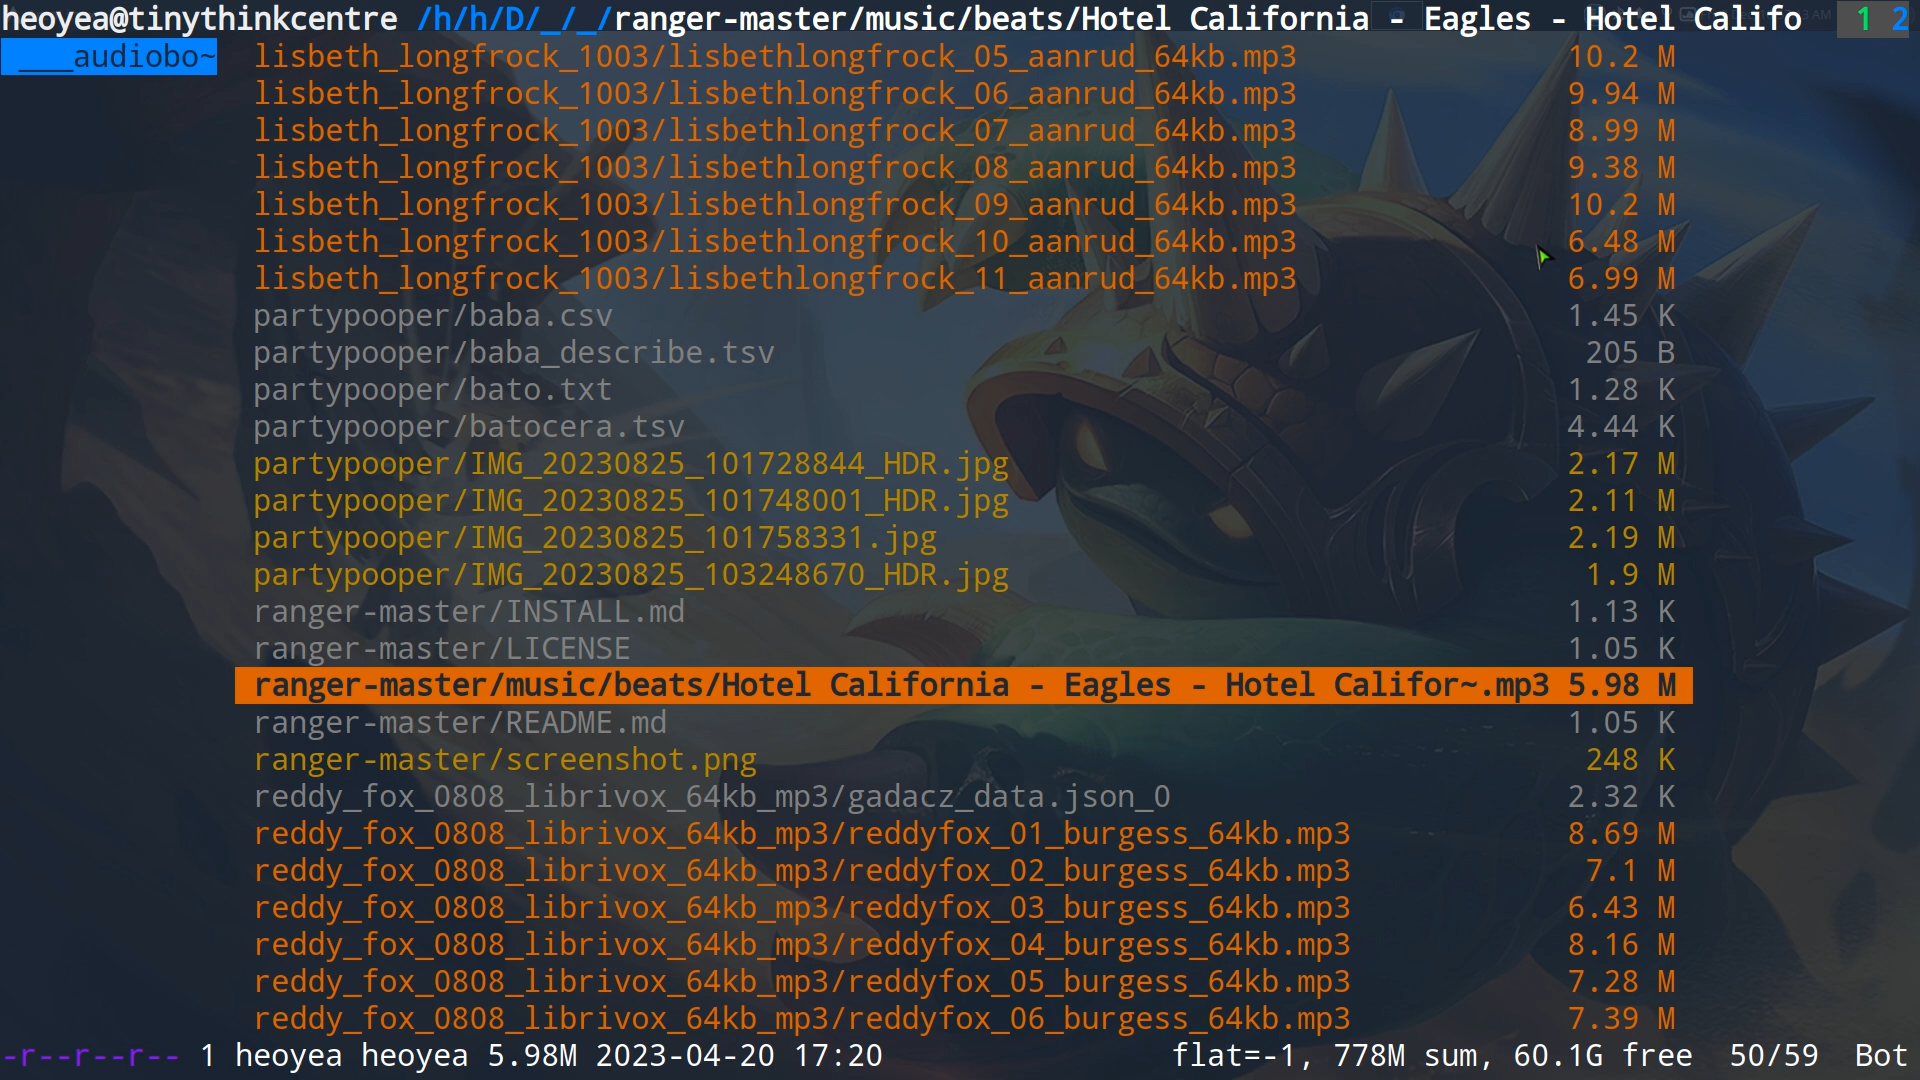 heoyea@tinythinkcentre /h/h/D/_/_/ranger-master/music/beats/Hotel California - Eagles - Hotel Califo 1 2
___audiobo~ lisbeth_longfrock_1003/lisbethlongfrock_05_aanrud_64kb.mp3 10.2 M
lisbeth_longfrock_1003/lisbethlongfrock_06_aanrud_64kb.mp3 9.94 M
lisbeth_longfrock_1003/lisbethlongfrock_07_aanrud_64kb.mp3 8.99 M
lisbeth_longfrock_1003/lisbethlongfrock_08_aanrud_64kb.mp3 9.38 M
lisbeth_longfrock_1003/lisbethlongfrock_09_aanrud_64kb.mp3 10.2 M
lisbeth_longfrock_1003/lisbethlongfrock_10_aanrud_64kb.mp3 6.48 M
lisbeth_longfrock_1003/lisbethlongfrock_11_aanrud_64kb.mp3 6.99 M
partypooper/baba.csv 1.45 K
partypooper/baba_describe.tsv 205 B
partypooper/bato.txt 1.28 K
partypooper/batocera.tsv 4.44 K
partypooper/IMG_20230825_101728844_HDR.jpg 2.17 M
partypooper/IMG_20230825_101748001_HDR.jpg 2.11 M
partypooper/IMG_20230825_101758331.jpg 2.19 M
partypooper/IMG_20230825_103248670_HDR.jpg 1.9 M
ranger-master/INSTALL.md 1.13 K
ranger-master/LICENSE 1.05 K
ranger-master/music/beats/Hotel California - Eagles - Hotel Califor~.mp3 5.98 M
ranger-master/README.md 1.05 K
ranger-master/screenshot.png 248 K
reddy_fox_0808_librivox_64kb_mp3/gadacz_data.json_0 2.32 K
reddy_fox_0808_librivox_64kb_mp3/reddyfox_01_burgess_64kb.mp3 8.69 M
reddy_fox_0808_librivox_64kb_mp3/reddyfox_02_burgess_64kb.mp3 7.1 M
reddy_fox_0808_librivox_64kb_mp3/reddyfox_03_burgess_64kb.mp3 6.43 M
reddy_fox_0808_librivox_64kb_mp3/reddyfox_04_burgess_64kb.mp3 8.16 M
reddy_fox_0808_librivox_64kb_mp3/reddyfox_05_burgess_64kb.mp3 7.28 M
reddy_fox_0808_librivox_64kb_mp3/reddyfox_06_burgess_64kb.mp3 7.39 M
-r--r--r-- 1 heoyea heoyea 5.98M 2023-04-20 17:20 flat=-1, 778M sum, 60.1G free 50/59 Bot